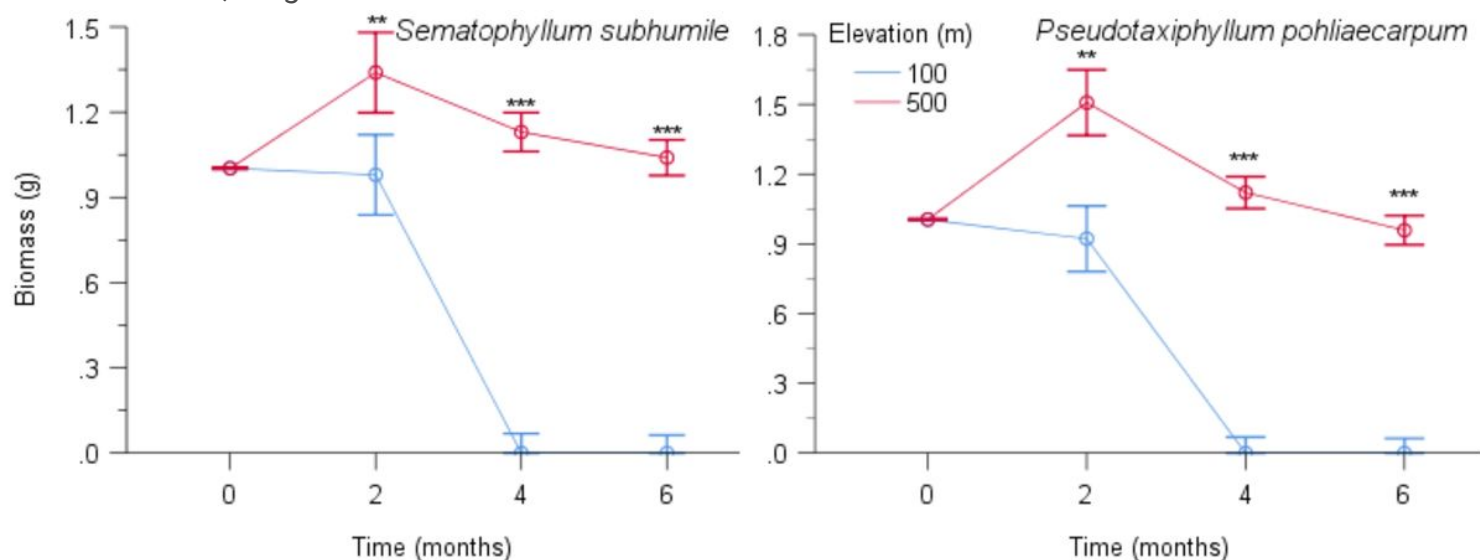 Sematophyllum subhumile
1.5
1.2
.9
.6
.3
.0
Biomass (g)
**
***
***
0 2 4 6
Time (months)
Pseudotaxiphyllum pohliaecarpum
Elevation (m)
100
500
1.8
1.5
1.2
.9
.6
.3
.0
**
***
***
0 2 4 6
Time (months)